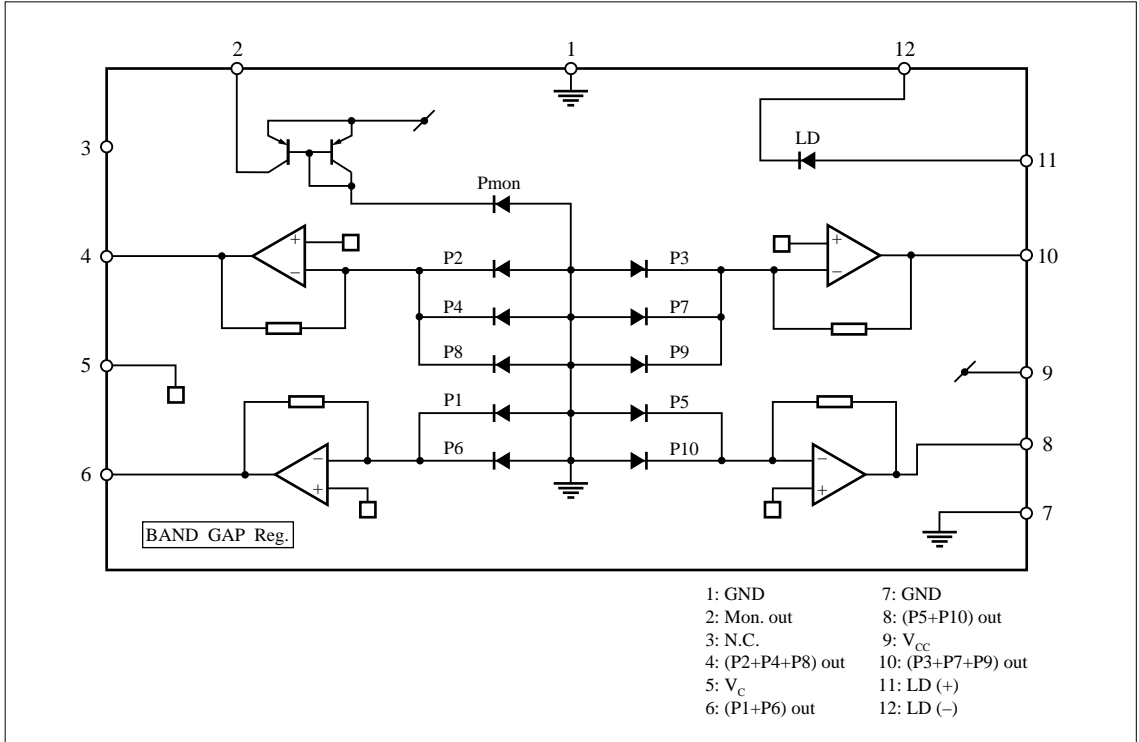 2
1
12
3
LD
11
Pmon
+
+
4
P2
P3
10
−
−
P4
P7
5
P8
P9
9
P1
P5
8
6
−
P6
P10
−
+
+
7
BAND GAP Reg.
1: GND
2: Mon. out
3: N.C.
4: (P2+P4+P8) out
5: VC
6: (P1+P6) out
7: GND
8: (P5+P10) out
9: VCC
10: (P3+P7+P9) out
11: LD (+)
12: LD (–)